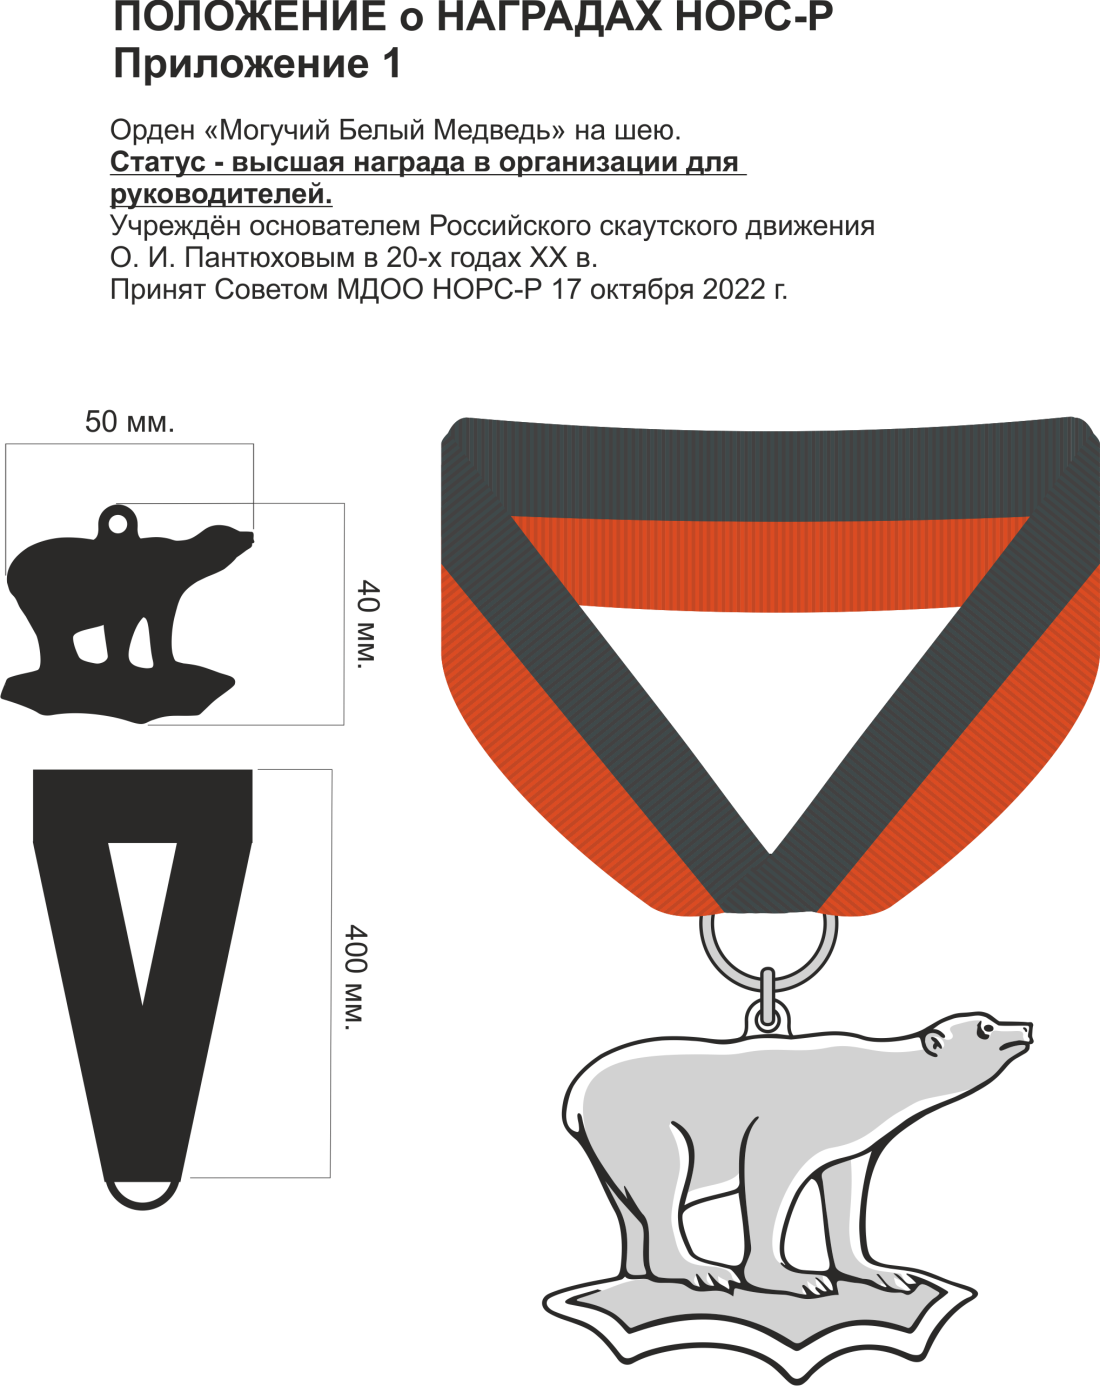 ПОЛОЖЕНИЕ о НАГРАДАХ НОРС-Р
Приложение 1
Орден «Могучий Белый Медведь» на шею.
Статус - высшая награда в организации для
руководителей.
Учреждён основателем Российского скаутского движения
О. И. Пантюховым в 20-х годах XX в.
Принят Советом МДОО НОРС-Р 17 октября 2022 г.
50 мм.
40 мм.
400 мм.